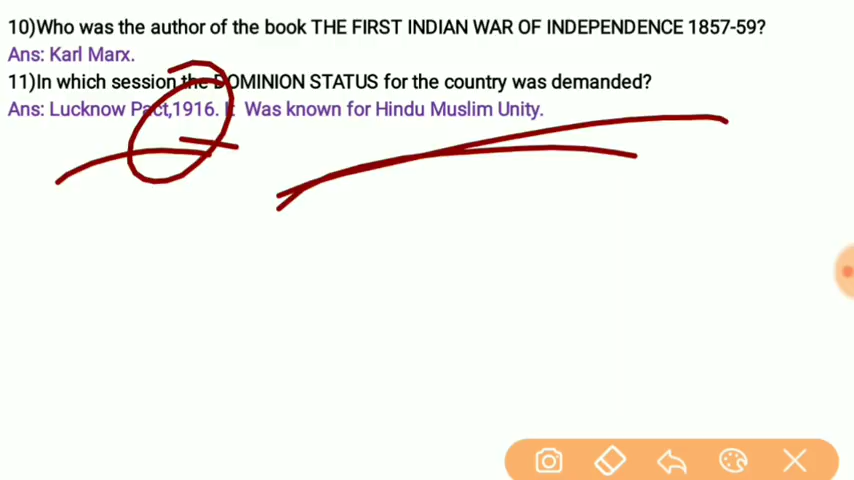 10)Who was the author of the book THE FIRST INDIAN WAR OF INDEPENDENCE 1857-59?
Ans: Karl Marx.
11)In which session the DOMINION STATUS for the country was demanded?
Ans: Lucknow Pact,1916. It Was known for Hindu Muslim Unity.